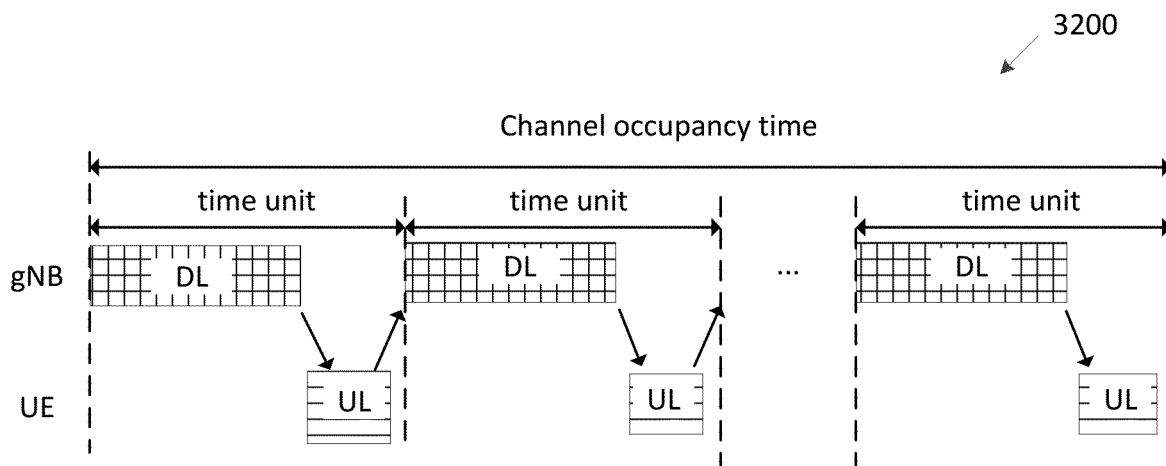 3200
Channel occupancy time
time unit time unit time unit
gNB DL DL ... DL
UE UL UL UL